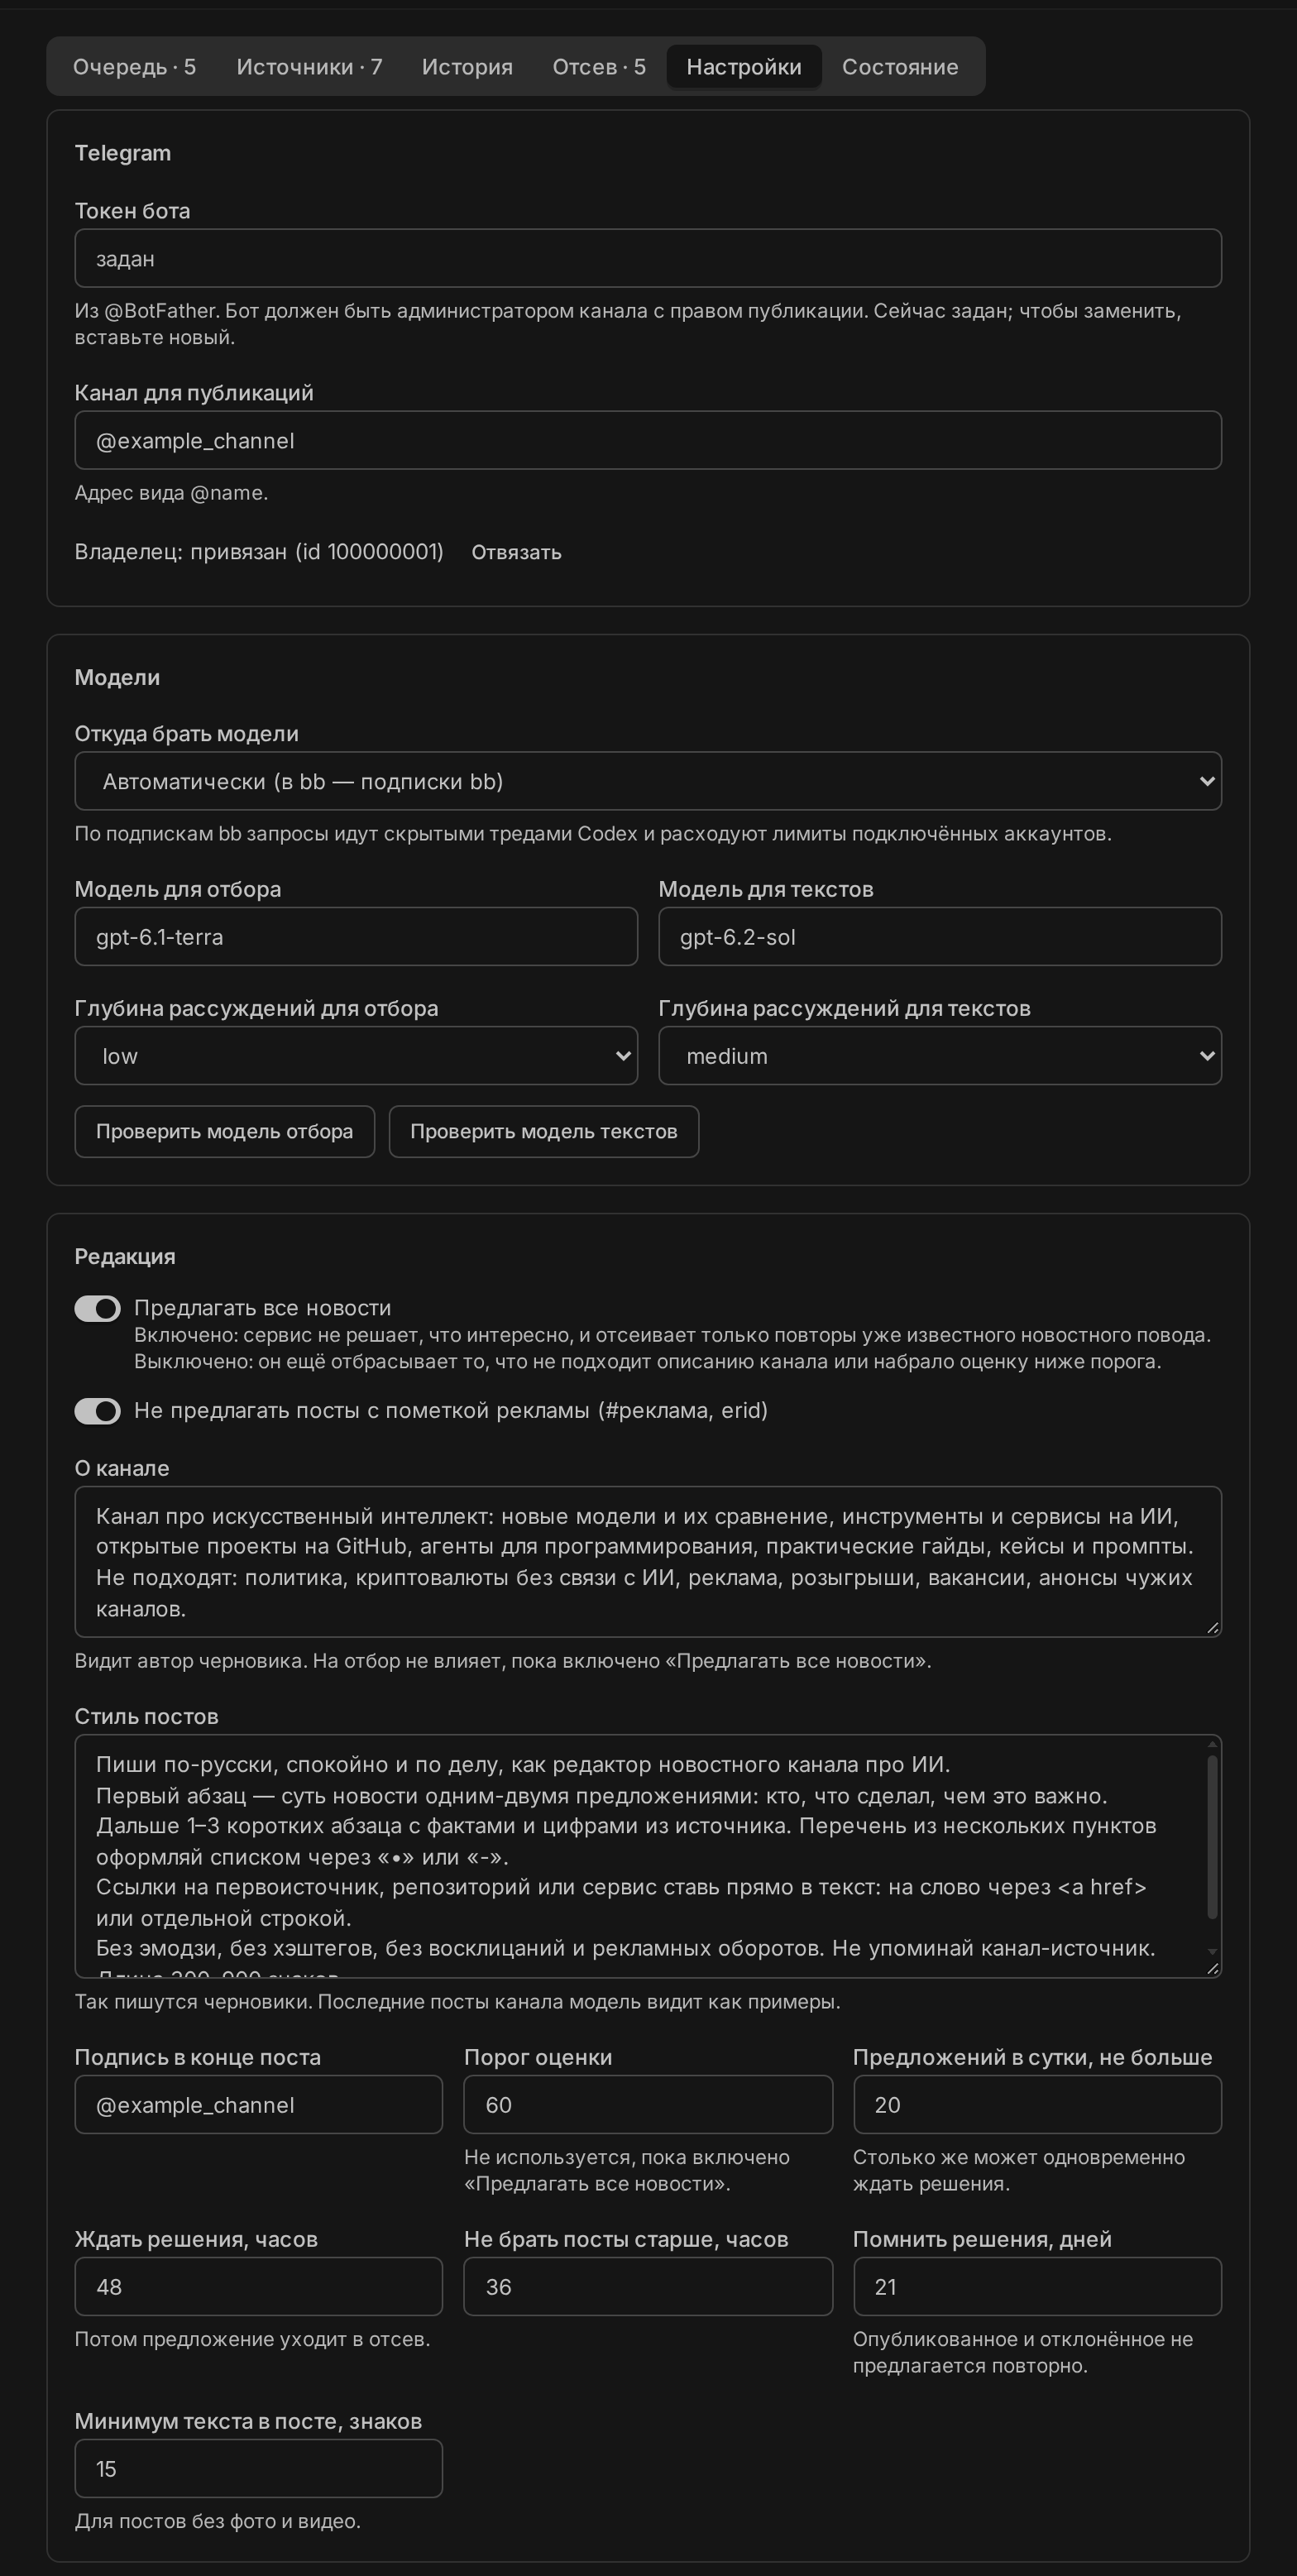 Очередь · 5 Источники · 7 История Отсев · 5 Настройки Состояние
Telegram
Токен бота
задан
Из @BotFather. Бот должен быть администратором канала с правом публикации. Сейчас задан; чтобы заменить,
вставьте новый.
Канал для публикаций
@example_channel
Адрес вида @name.
Владелец: привязан (id 100000001) Отвязать
Модели
Откуда брать модели
Автоматически (в bb — подписки bb)
По подпискам bb запросы идут скрытыми тредами Codex и расходуют лимиты подключённых аккаунтов.
Модель для отбора Модель для текстов
gpt-6.1-terra gpt-6.2-sol
Глубина рассуждений для отбора Глубина рассуждений для текстов
low medium
Проверить модель отбора Проверить модель текстов
Редакция
Предлагать все новости
Включено: сервис не решает, что интересно, и отсеивает только повторы уже известного новостного повода.
Выключено: он ещё отбрасывает то, что не подходит описанию канала или набрало оценку ниже порога.
Не предлагать посты с пометкой рекламы (#реклама, erid)
О канале
Канал про искусственный интеллект: новые модели и их сравнение, инструменты и сервисы на ИИ,
открытые проекты на GitHub, агенты для программирования, практические гайды, кейсы и промпты.
Не подходят: политика, криптовалюты без связи с ИИ, реклама, розыгрыши, вакансии, анонсы чужих
каналов.
Видит автор черновика. На отбор не влияет, пока включено «Предлагать все новости».
Стиль постов
Пиши по-русски, спокойно и по делу, как редактор новостного канала про ИИ.
Первый абзац — суть новости одним-двумя предложениями: кто, что сделал, чем это важно.
Дальше 1–3 коротких абзаца с фактами и цифрами из источника. Перечень из нескольких пунктов
оформляй списком через «•» или «-».
Ссылки на первоисточник, репозиторий или сервис ставь прямо в текст: на слово через <a href>
или отдельной строкой.
Без эмодзи, без хэштегов, без восклицаний и рекламных оборотов. Не упоминай канал-источник.
Так пишутся черновики. Последние посты канала модель видит как примеры.
Подпись в конце поста Порог оценки Предложений в сутки, не больше
@example_channel 60 20
Не используется, пока включено Столько же может одновременно
«Предлагать все новости». ждать решения.
Ждать решения, часов Не брать посты старше, часов Помнить решения, дней
48 36 21
Потом предложение уходит в отсев. Опубликованное и отклонённое не
предлагается повторно.
Минимум текста в посте, знаков
15
Для постов без фото и видео.